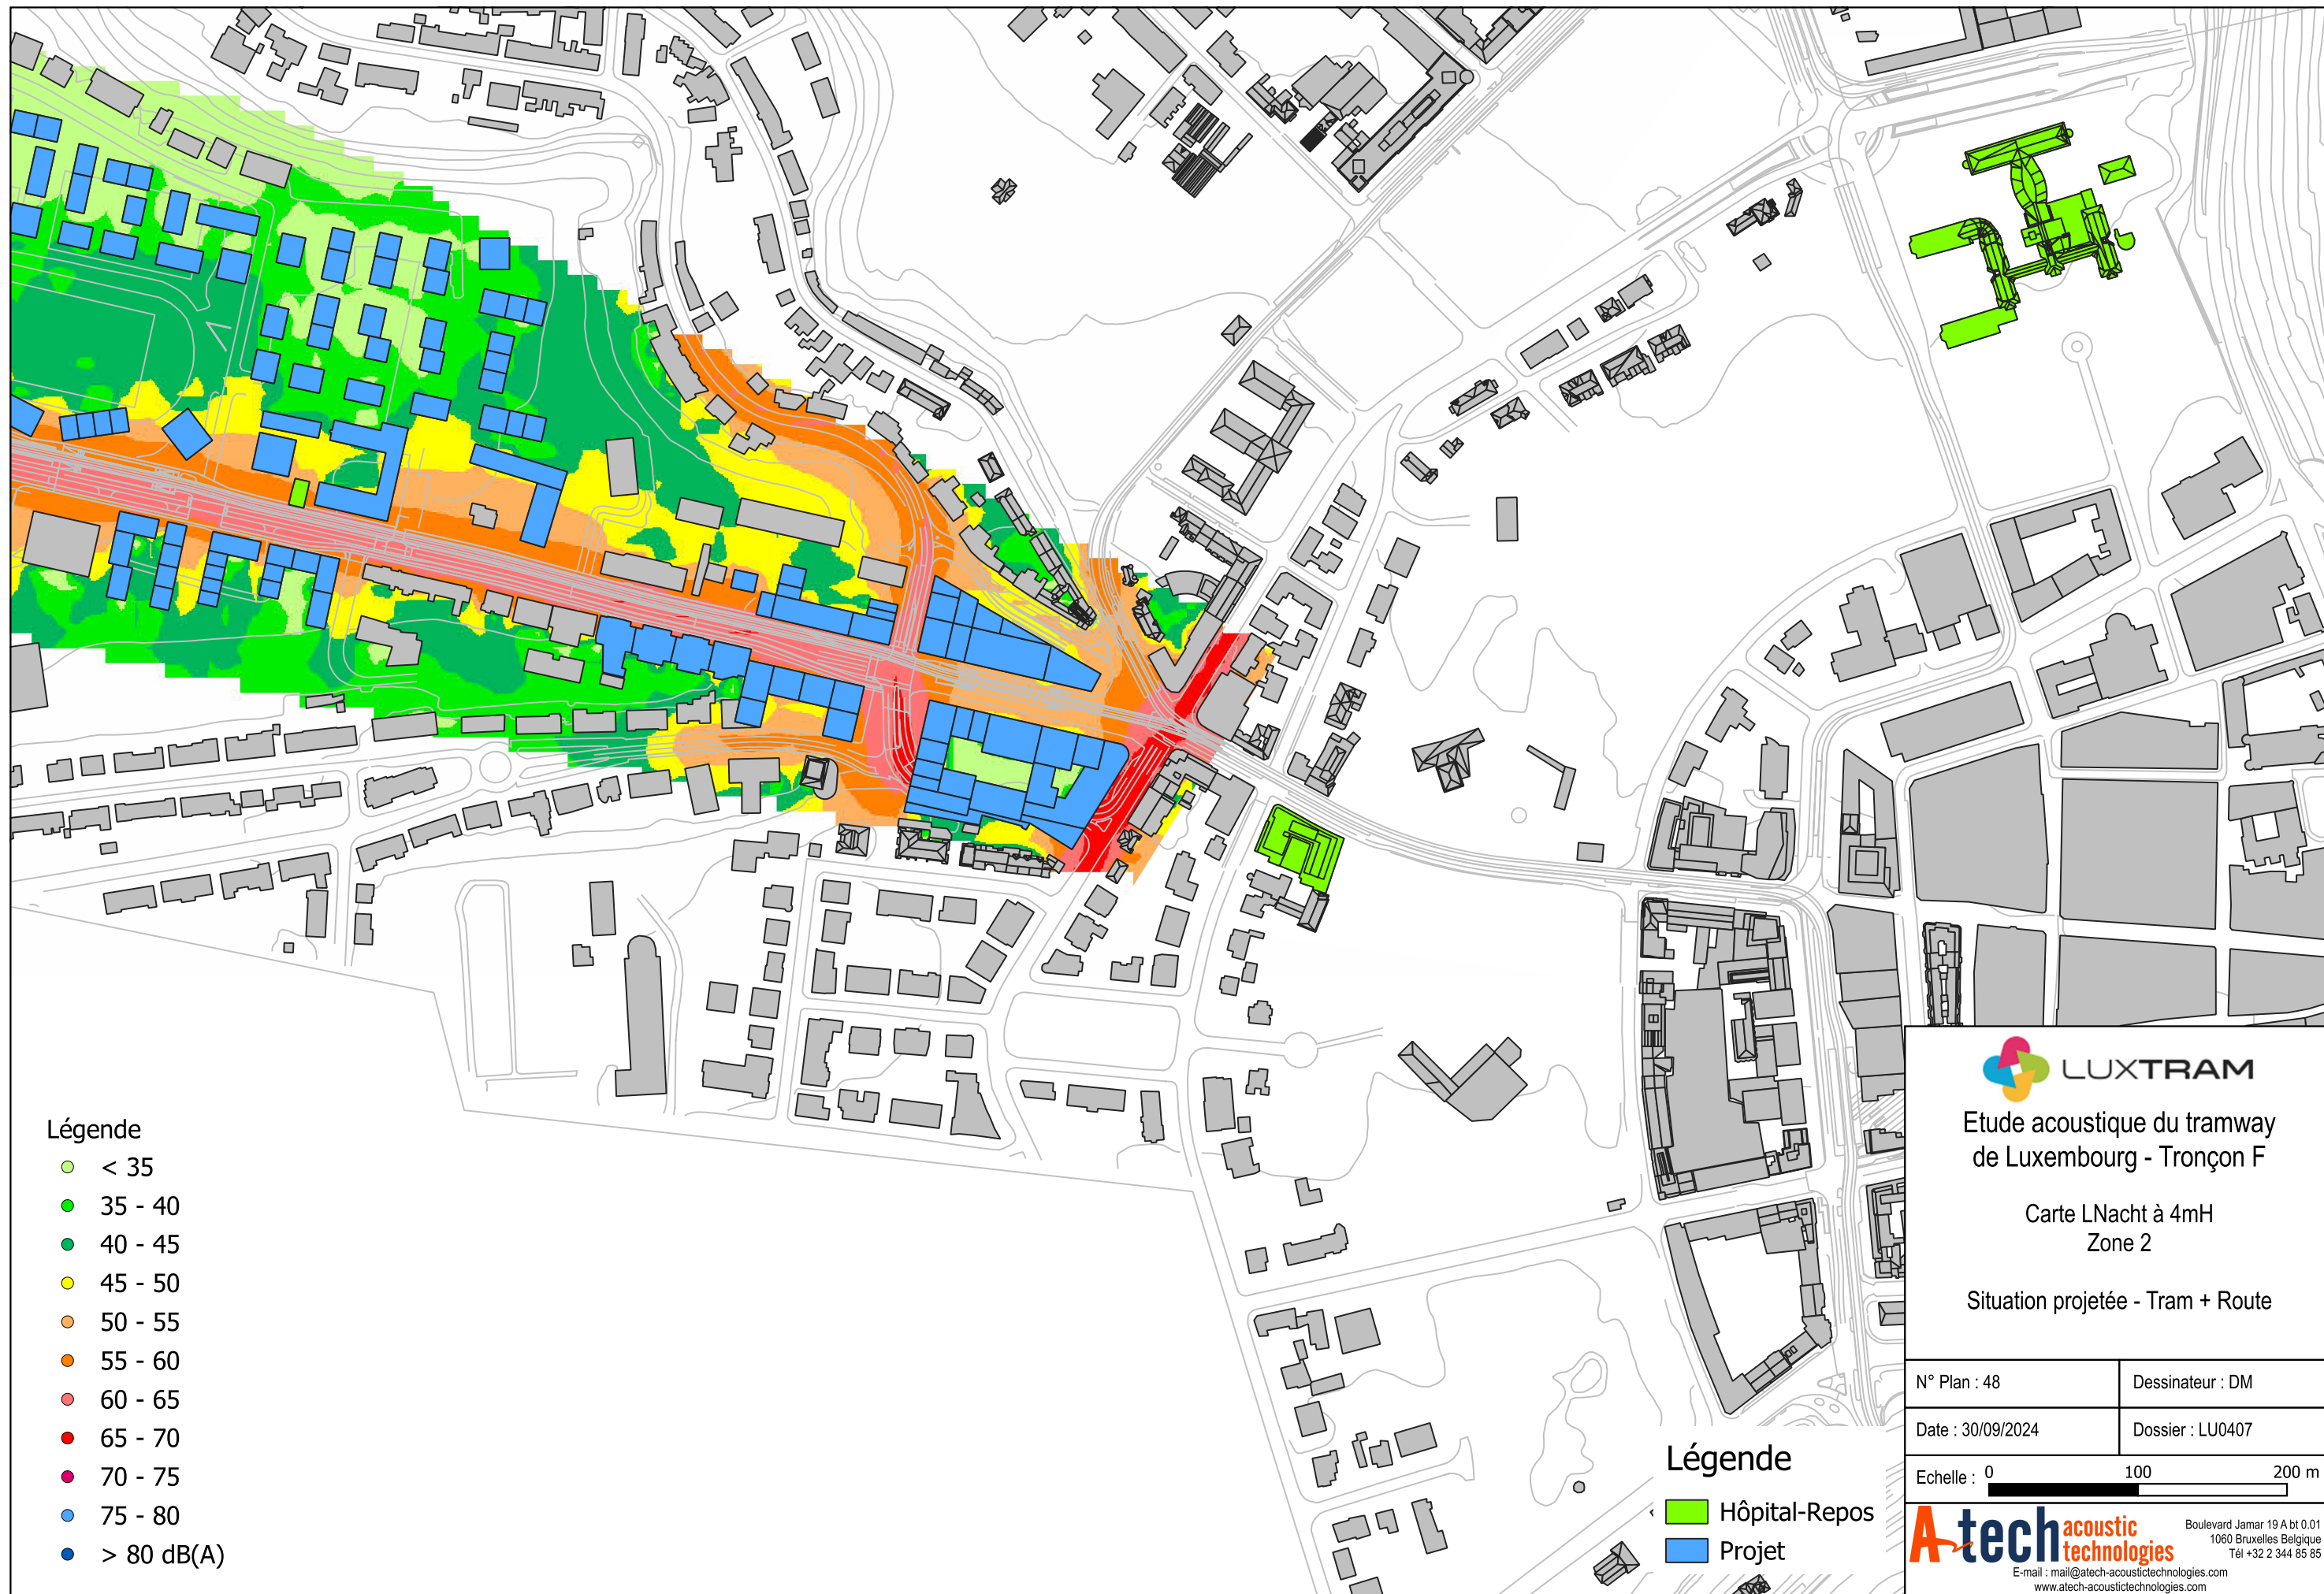 Légende
< 35
35 - 40
40 - 45
45 - 50
50 - 55
55 - 60
60 - 65
65 - 70
70 - 75
75 - 80
> 80 dB(A)
Légende
Hôpital-Repos
Projet
LUXTRAM
Etude acoustique du tramway
de Luxembourg - Tronçon F
Carte LNacht à 4mH
Zone 2
Situation projetée - Tram + Route
N° Plan : 48
Dessinateur : DM
Date : 30/09/2024
Dossier : LU0407
Echelle : 0 100 200 m
A-tech acoustic
technologies
Boulevard Jamar 19 A bt 0.01
1060 Bruxelles Belgique
Tél +32 2 344 85 85
E-mail : mail@atech-acoustictechnologies.com
www.atech-acoustictechnologies.com